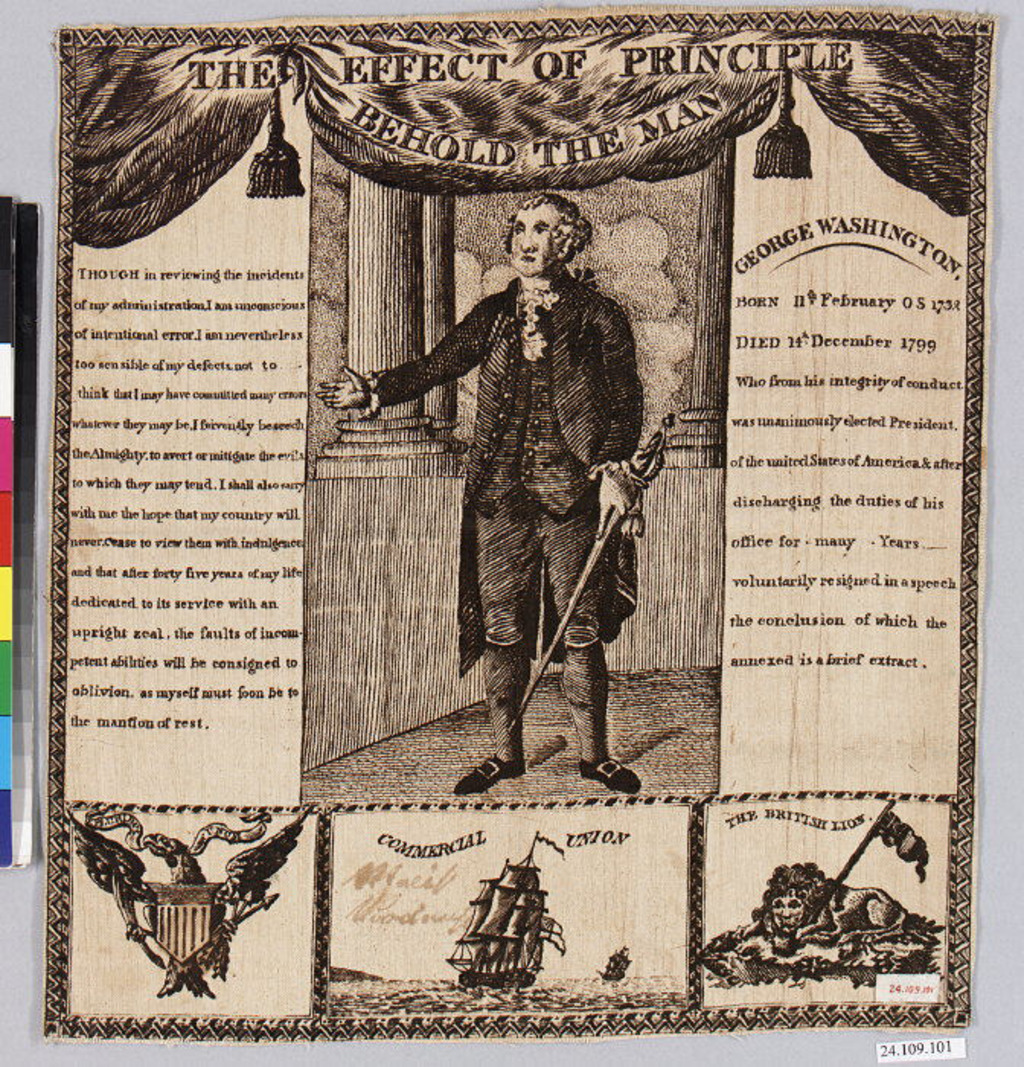 THE EFFECT OF PRINCIPLE
BEHOLD THE MAN
THOUGH in reviewing the incidents
of my administration, I am unconscious
of intentional error. I am nevertheless
too sensible of my defects, not to
think that I may have committed many errors
whatever they may be, I fervently beseech
the Almighty, to avert or mitigate the evils
to which they may tend. I shall also carry
with me the hope that my country will
never. cease to view them with indulgence
and that after forty five years of my life
dedicated to its service with an
upright zeal, the faults of incom-
petent abilities will be consigned to
oblivion, as myself must soon be to
the mansion of rest.
GEORGE WASHINGTON,
BORN 11th February O S 1732
DIED 14th December 1799
Who from his integrity of conduct
was unanimously elected President,
of the united States of America & after
discharging the duties of his
office for many Years
voluntarily resigned in a speech
the conclusion of which the
annexed is a brief extract.
COMMERCIAL UNION
THE BRITISH LION.
24.109.101
24.109.101